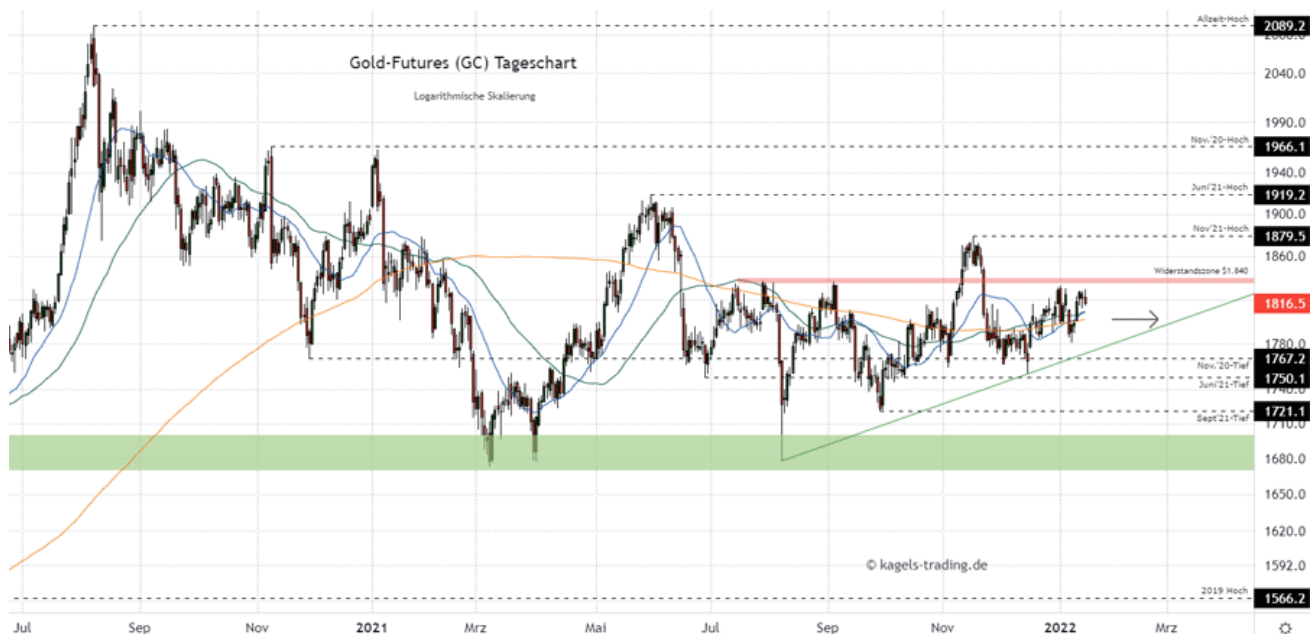 Allzeit-Hoch
2089.2
2080.0
Gold-Futures (GC) Tageschart
2040.0
Logarithmische Skalierung
1990.0
Nov.'20-Hoch
1966.1
1940.0
Juni'21-Hoch
1919.2
1900.0
Nov'21-Hoch
1879.5
1860.0
Widerstandszone $1.840
1816.5
1780.0
Nov.'20-Tief
1767.2
1750.1
Juni'21-Tief
1740.0
1721.1
Sept'21-Tief
1710.0
1680.0
1650.0
1620.0
© kagels-trading.de
1592.0
2019 Hoch
1566.2
Jul Sep Nov 2021 Mrz Mai Jul Sep Nov 2022 Mrz